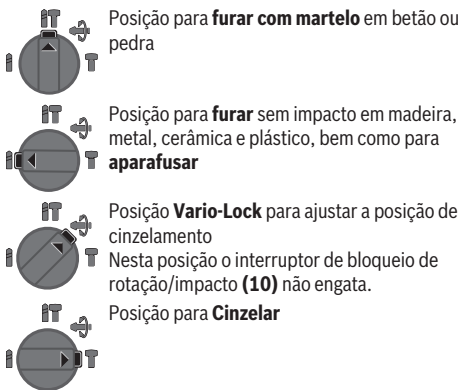 Posição para furar com martelo em betão ou
pedra
Posição para furar sem impacto em madeira,
metal, cerâmica e plástico, bem como para
aparafusar
Posição Vario-Lock para ajustar a posição de
cinzelamento
Nesta posição o interruptor de bloqueio de
rotação/impacto (10) não engata.
Posição para Cinzelar